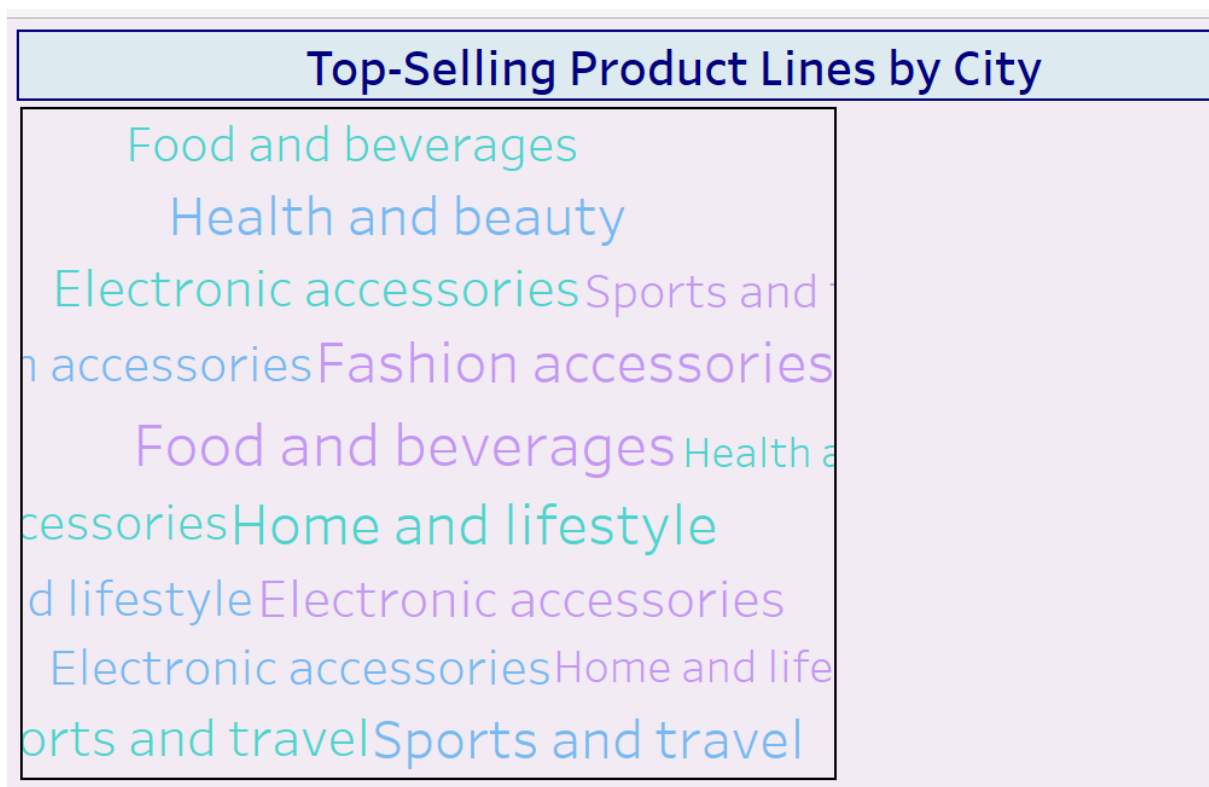 Top-Selling Product Lines by City
Food and beverages
Health and beauty
Electronic accessories Sports and
accessories Fashion accessories
Food and beverages Health
cessories Home and lifestyle
d lifestyle Electronic accessories
Electronic accessories Home and life
orts and travel Sports and travel